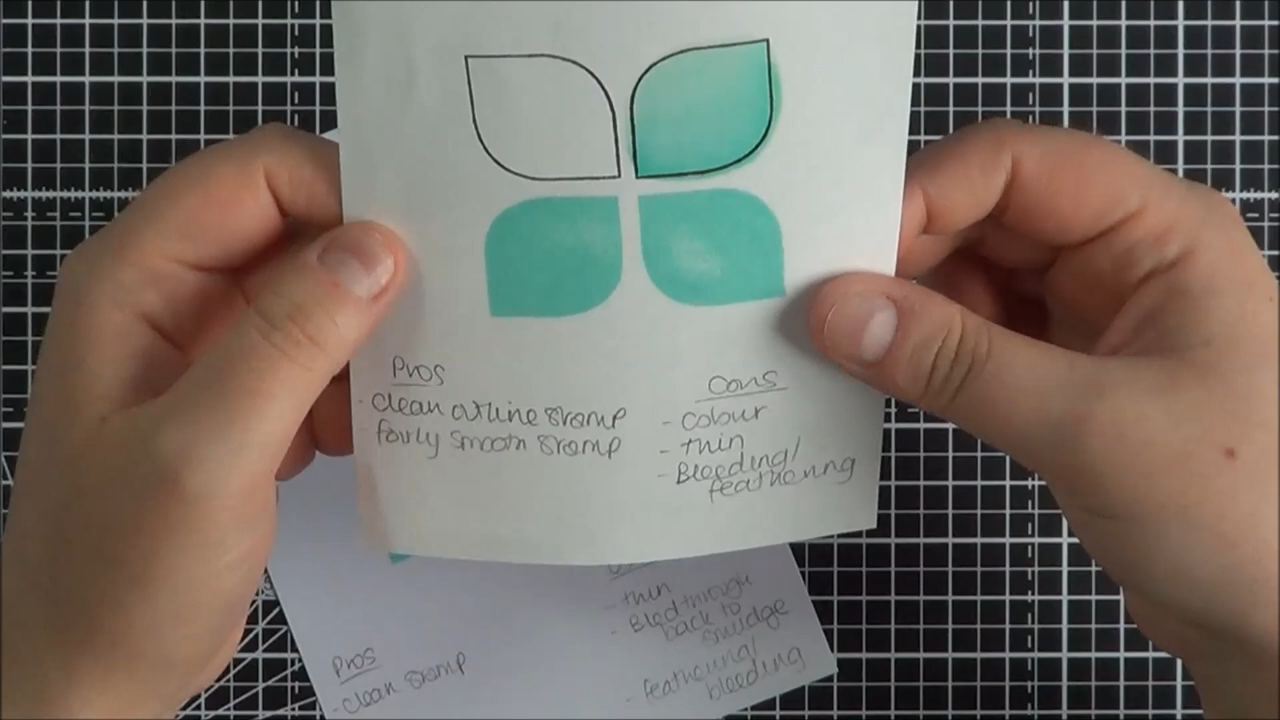 Pros
- clean outline stamp
- fairly smooth stamp
Cons
- colour
- thin
- Bleeding/
feathering
- thin
- Bled through
back to
smudge
- feathering/
bleeding
Pros
- clean stamp